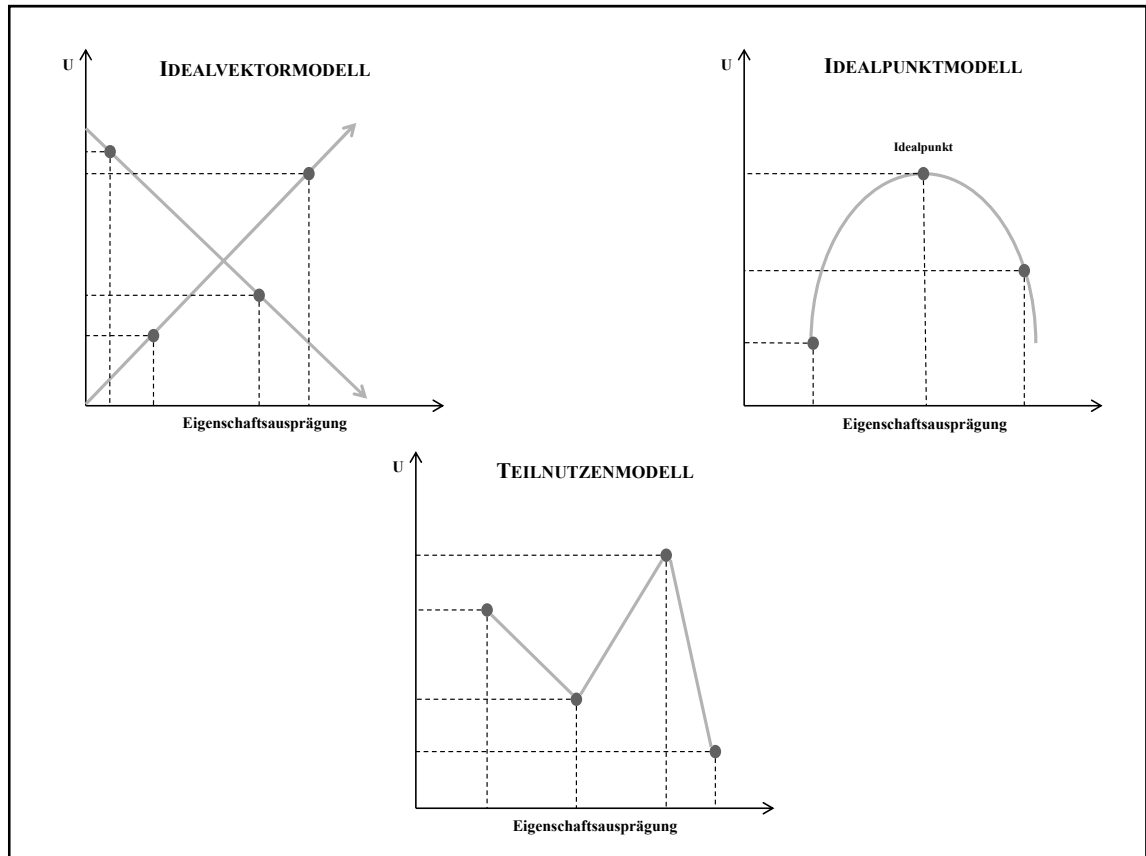 U
IDEALVEKTORMODELL
Eigenschaftsausprägung
U
IDEALPUNKTMODELL
Idealpunkt
Eigenschaftsausprägung
U
TEILNUTZENMODELL
Eigenschaftsausprägung